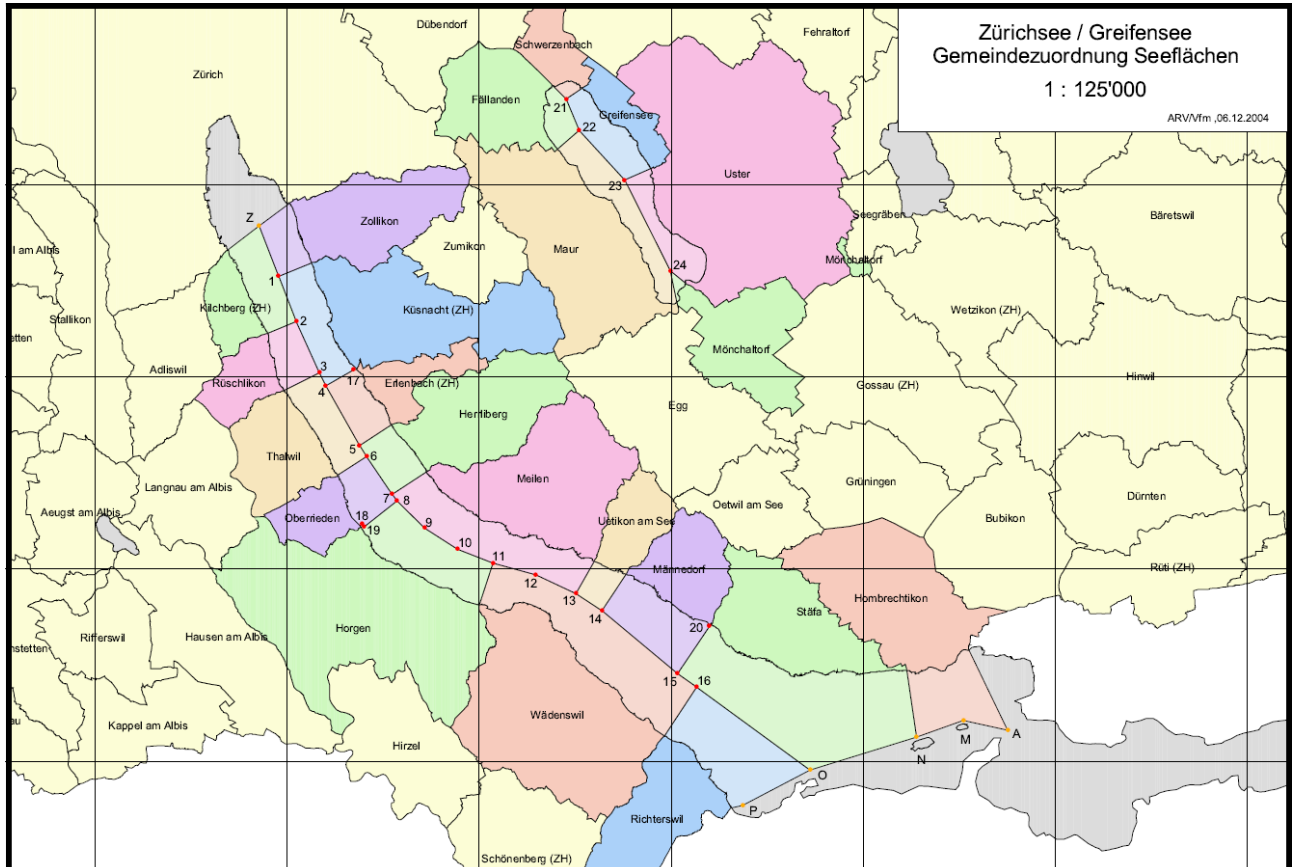 Zürichsee / Greifensee
Gemeindezuordnung Seeflächen
1 : 125'000
ARV/Vfm ,06.12.2004
Dübendorf
Fehraltorf
Schwerzenbach
Zürich
Fällanden
21
22
Greifensee
23
Uster
Seegräben
Bäretswil
Z
Zollikon
Zumikon
Maur
l am Albis
24
Mönchaltorf
1
Kilchberg (ZH)
Küsnacht (ZH)
Wetzikon (ZH)
Stallikon
2
etten
Mönchaltorf
Adliswil
3
17
Rüschlikon
Erlenbach (ZH)
Hinwil
4
Gossau (ZH)
Egg
Herrliberg
5
6
Thalwil
Meilen
Grüningen
Langnau am Albis
7
8
Dürnten
Oetwil am See
Aeugst am Albis
Oberrieden
18
19
9
Uetikon am See
Bubikon
10
11
12
Männedorf
Rüti (ZH)
13
14
Hombrechtikon
Stäfa
20
Horgen
Rifferswil
Hausen am Albis
nstetten
15
16
Wädenswil
au
Kappel am Albis
Hirzel
M
A
N
O
P
Richterswil
Schönenberg (ZH)